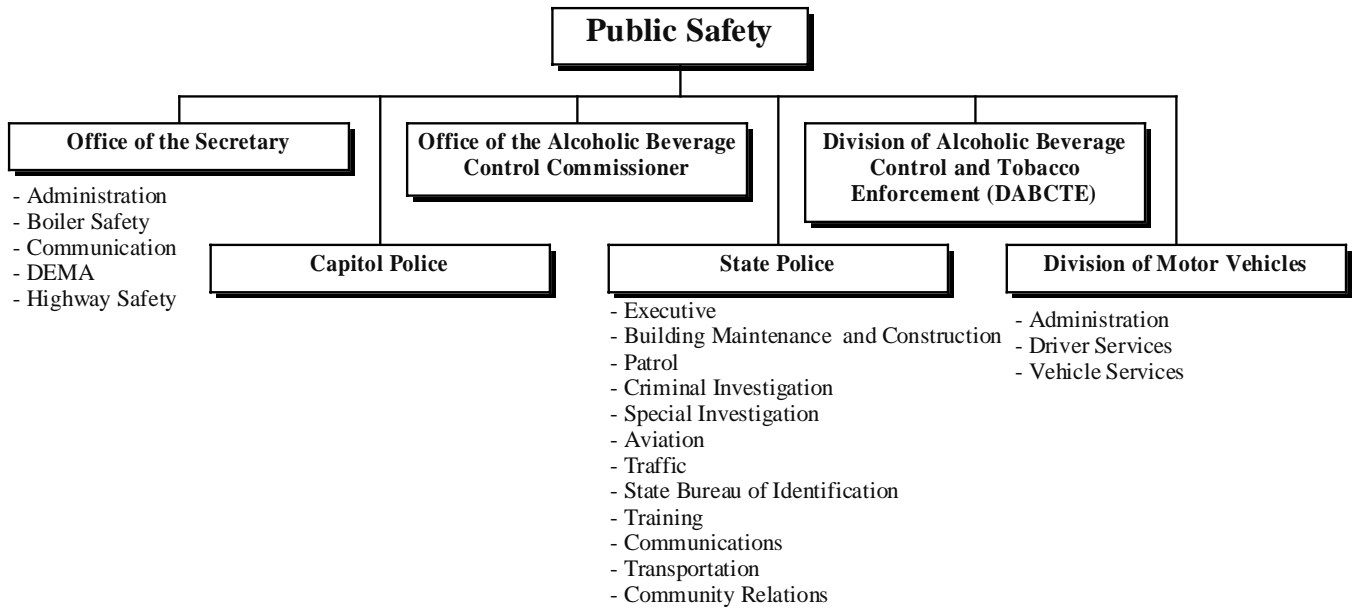 Public Safety
Office of the Secretary
- Administration
- Boiler Safety
- Communication
- DEMA
- Highway Safety
Capitol Police
Office of the Alcoholic Beverage
Control Commissioner
State Police
- Executive
- Building Maintenance and Construction
- Patrol
- Criminal Investigation
- Special Investigation
- Aviation
- Traffic
- State Bureau of Identification
- Training
- Communications
- Transportation
- Community Relations
Division of Alcoholic Beverage
Control and Tobacco
Enforcement (DABCTE)
Division of Motor Vehicles
- Administration
- Driver Services
- Vehicle Services